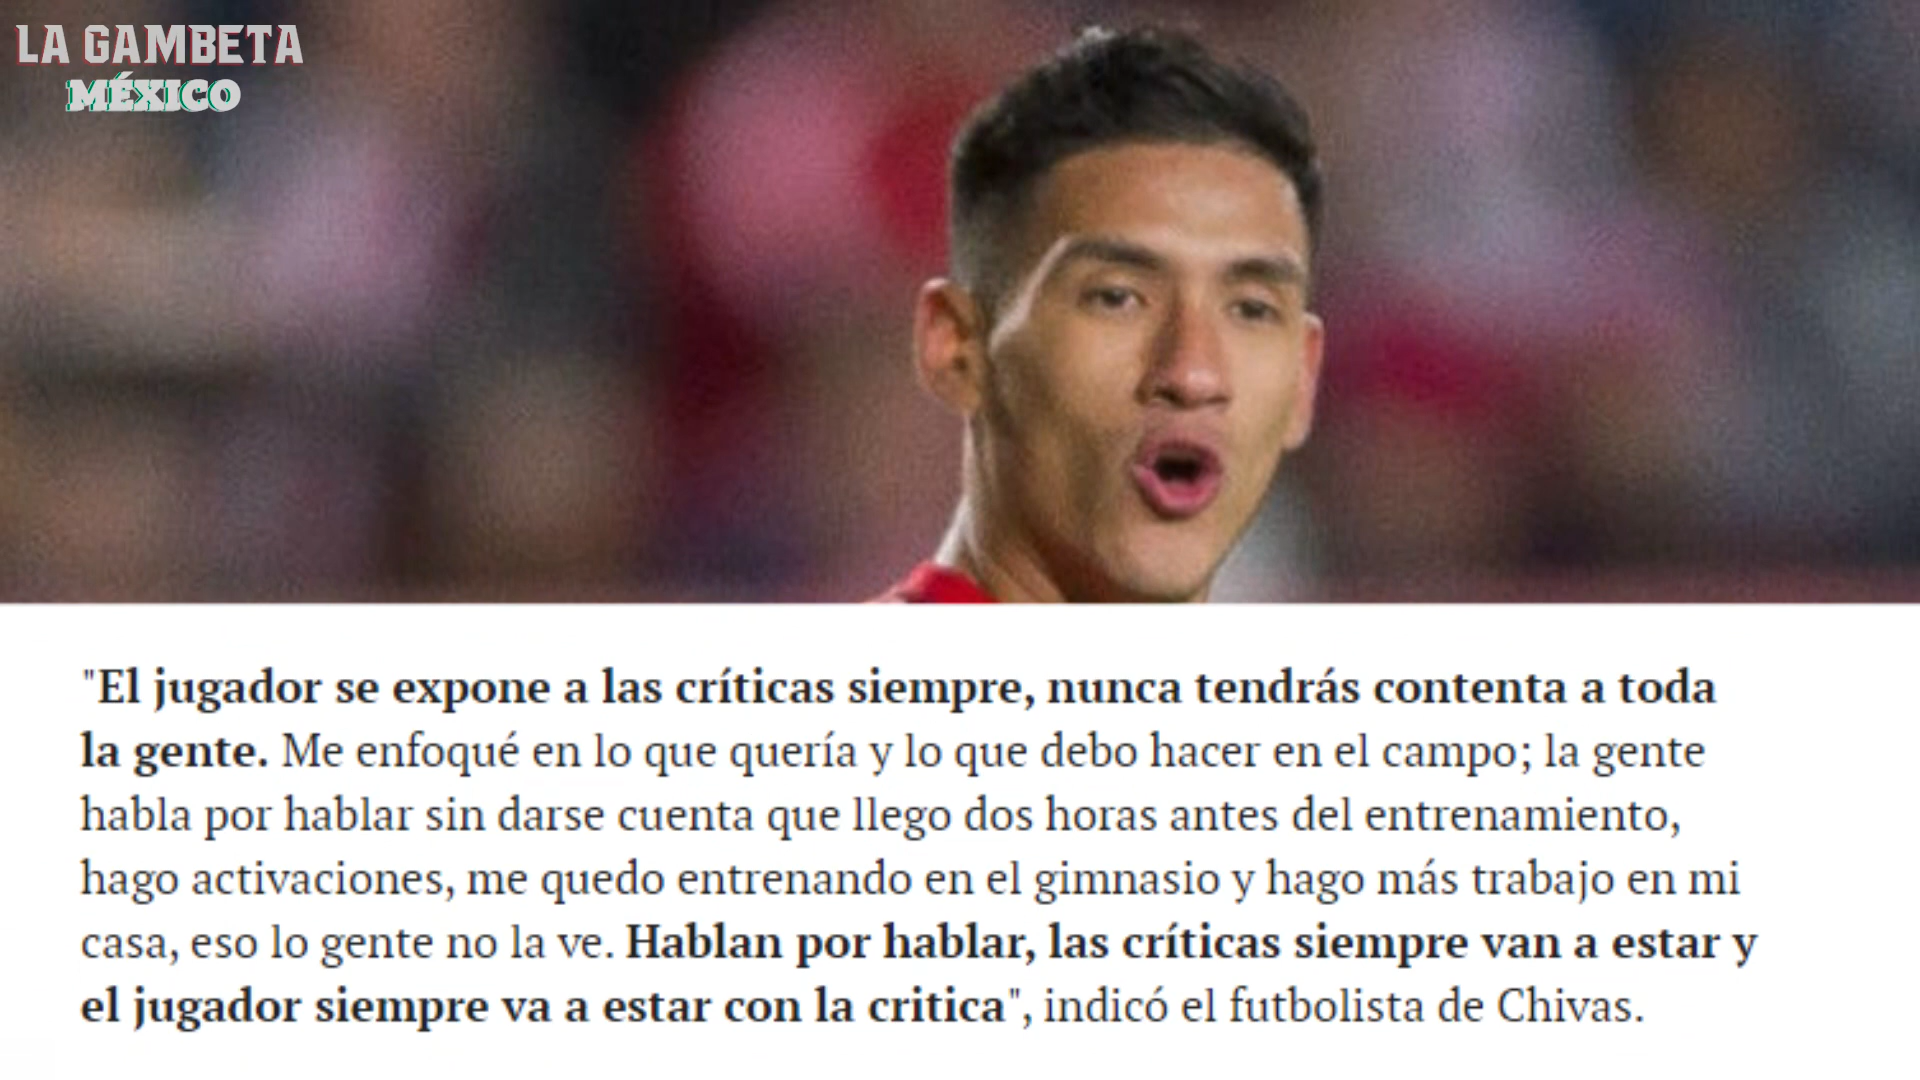 LA GAMBETA
MÉXICO
"El jugador se expone a las críticas siempre, nunca tendrás contenta a toda
la gente. Me enfoqué en lo que quería y lo que debo hacer en el campo; la gente
habla por hablar sin darse cuenta que llego dos horas antes del entrenamiento,
hago activaciones, me quedo entrenando en el gimnasio y hago más trabajo en mi
casa, eso lo gente no la ve. Hablan por hablar, las críticas siempre van a estar y
el jugador siempre va a estar con la critica", indicó el futbolista de Chivas.